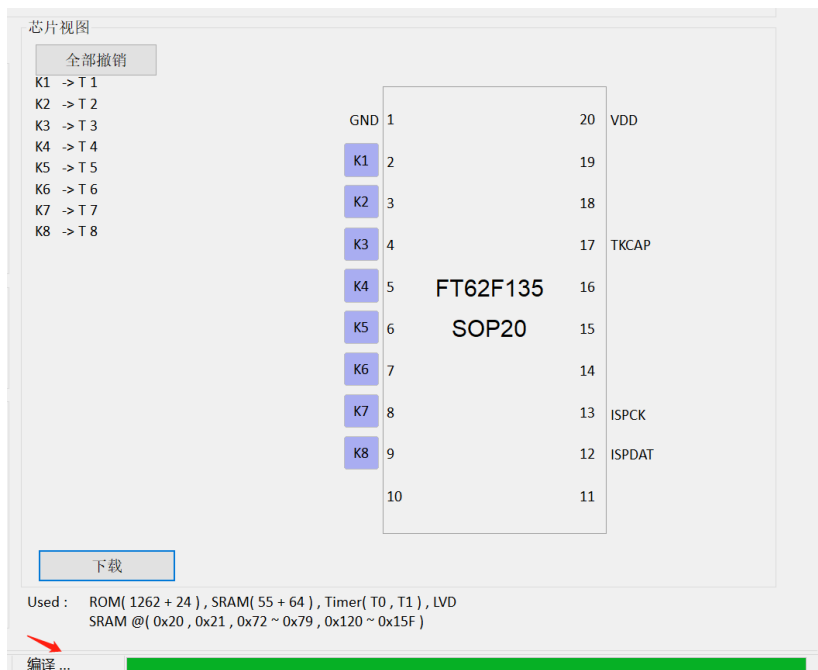 芯片视图
全部撤销
K1 -> T 1
K2 -> T 2
K3 -> T 3
K4 -> T 4
K5 -> T 5
K6 -> T 6
K7 -> T 7
K8 -> T 8
GND 1 20 VDD
K1 2 19
K2 3 18
K3 4 17 TKCAP
K4 5 FT62F135 16
K5 6 SOP20 15
K6 7 14
K7 8 13 ISPCK
K8 9 12 ISPDAT
10 11
下载
Used : ROM( 1262 + 24 ) , SRAM( 55 + 64 ) , Timer( T0 , T1 ) , LVD
SRAM @( 0x20 , 0x21 , 0x72 ~ 0x79 , 0x120 ~ 0x15F )
编译 ...